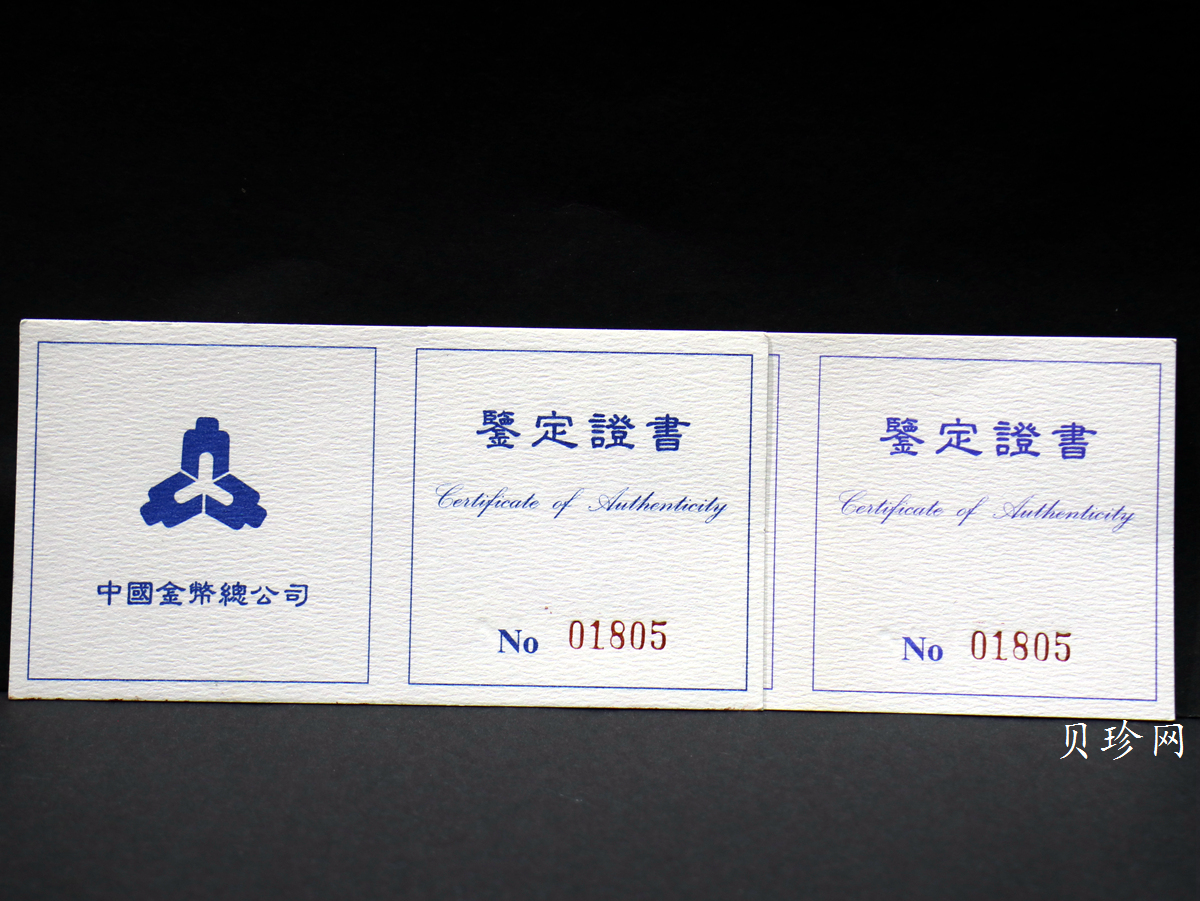 中國金幣總公司
鑒定證書
Certificate of Authenticity
No 01805
鑒定證書
Certificate of Authenticity
No 01805
贝珍网